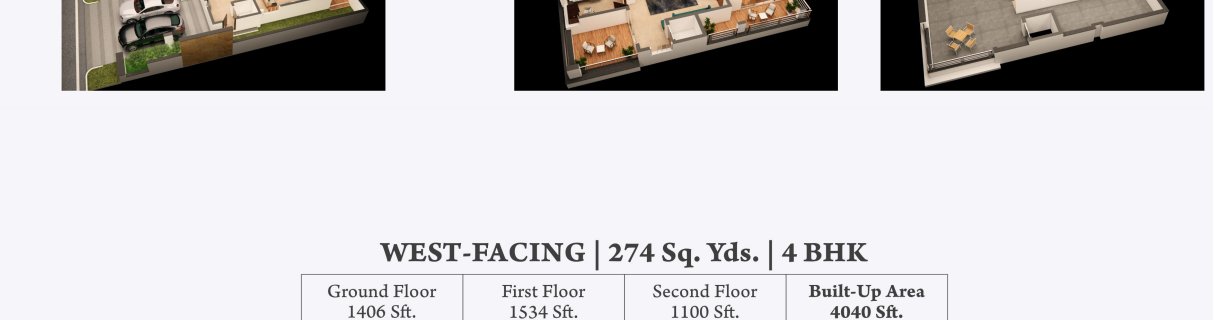 WEST-FACING | 274 Sq. Yds. | 4 BHK
Ground Floor First Floor Second Floor Built-Up Area
1406 Sft. 1534 Sft. 1100 Sft. 4040 Sft.